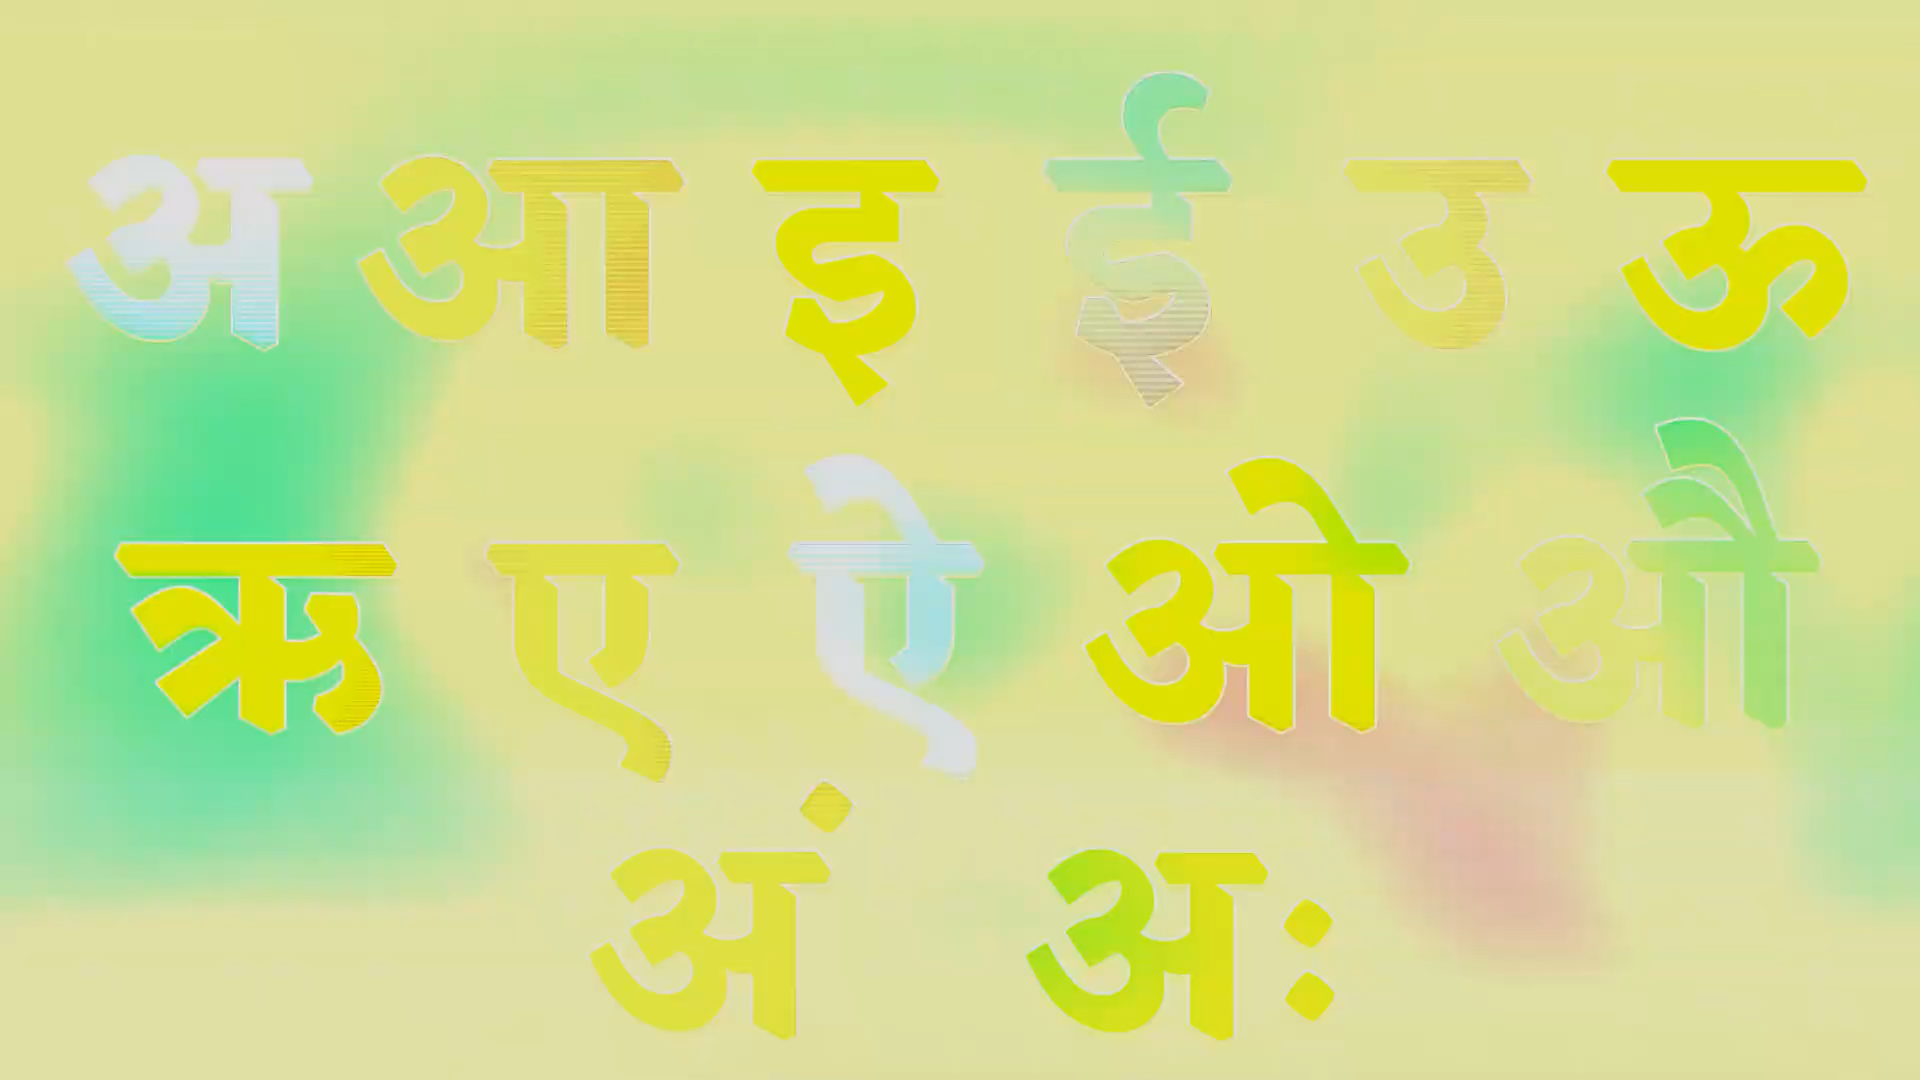 अ आ इ ई उ ऊ
ऋ ए ऐ ओ औ
अं अः